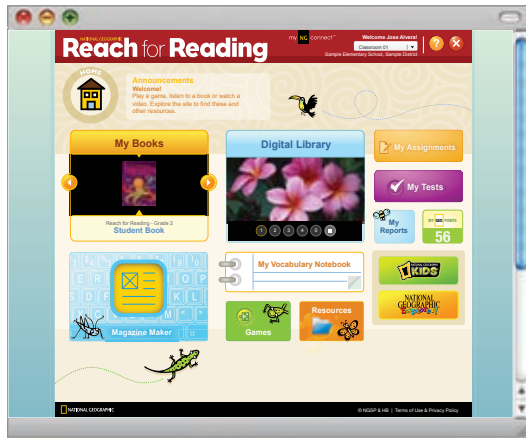 NATIONAL GEOGRAPHIC
Reach for Reading
my NG connect
Welcome Jose Alvera!
Classroom 01
Sample Elementary School, Sample District
HOME
Announcements
Welcome!
Play a game, listen to a book or watch a
video. Explore the site to find these and
other resources.
My Books
Reach for Reading - Grade 2
Student Book
Digital Library
1 2 3 4 5
My Assignments
My Tests
My
Reports
MY NG POINTS
56
Magazine Maker
My Vocabulary Notebook
Games
Resources
KIDS
NATIONAL
GEOGRAPHIC
NATIONAL GEOGRAPHIC
© NGSP & HB | Terms of Use & Privacy Policy